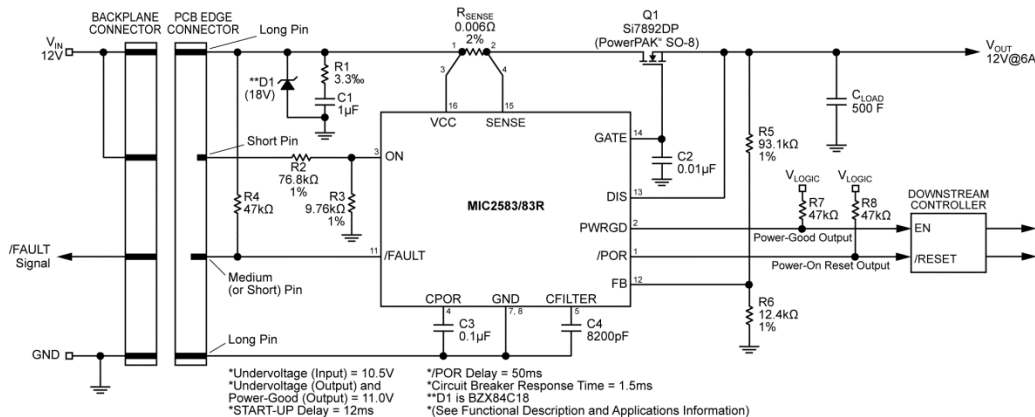 BACKPLANE CONNECTOR
PCB EDGE CONNECTOR
Long Pin
VIN
12V
**D1
(18V)
R1
3.3‰
C1
1µF
RSENSE
0.006Ω
2%
1
2
3
4
Q1
Si7892DP
(PowerPAK® SO-8)
VOUT
12V@6A
CLOAD
500 F
16
15
VCC
SENSE
Short Pin
R2
76.8kΩ
1%
R3
9.76kΩ
1%
R4
47kΩ
3
ON
MIC2583/83R
GATE
14
C2
0.01µF
DIS
13
R5
93.1kΩ
1%
VLOGIC
VLOGIC
R7
47kΩ
R8
47kΩ
DOWNSTREAM
CONTROLLER
PWRGD
2
Power-Good Output
EN
/POR
1
Power-On Reset Output
/RESET
/FAULT
Signal
11
/FAULT
FB
12
R6
12.4kΩ
1%
Medium
(or Short) Pin
CPOR
GND
CFILTER
4
7, 8
5
C3
0.1µF
C4
8200pF
Long Pin
GND
*Undervoltage (Input) = 10.5V
*Undervoltage (Output) and
Power-Good (Output) = 11.0V
*START-UP Delay = 12ms
*/POR Delay = 50ms
*Circuit Breaker Response Time = 1.5ms
**D1 is BZX84C18
*(See Functional Description and Applications Information)